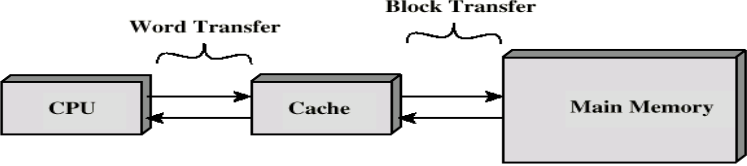 Block Transfer
Word Transfer
CPU
Cache
Main Memory